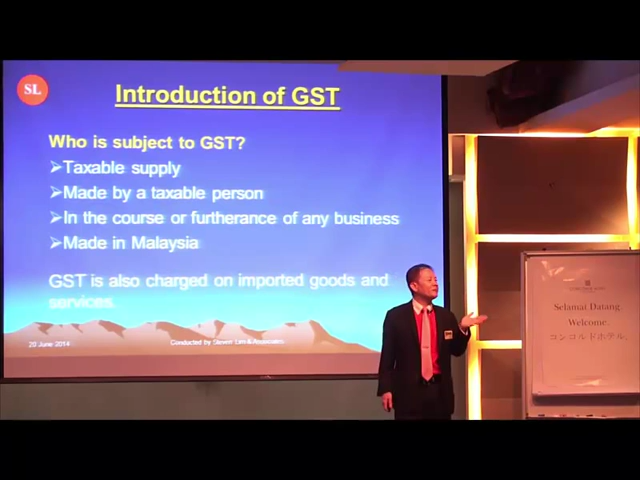 SL
Introduction of GST
Who is subject to GST?
➢Taxable supply
➢Made by a taxable person
➢In the course or furtherance of any business
➢Made in Malaysia
GST is also charged on imported goods and
services.
20 June 2014
Conducted by Steven Lim & Associates
Selamat Datang,
Welcome,
コンコルドホテル,